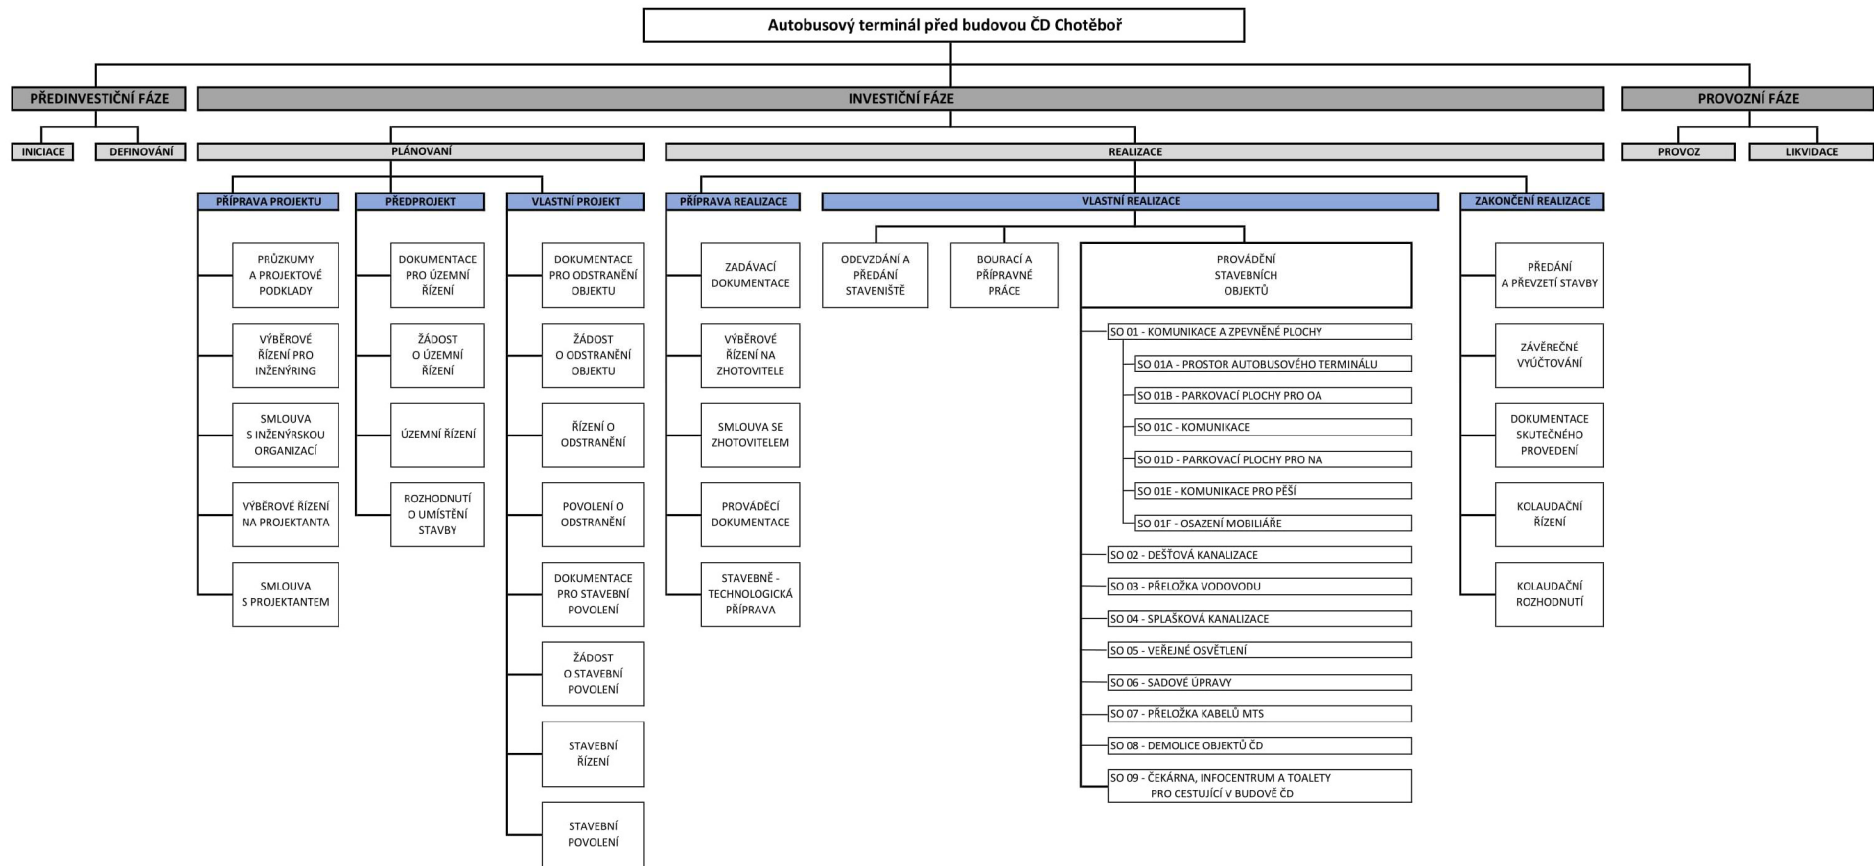 Autobusový terminál před budovou ČD Chotěboř
PŘEDINVESTIČNÍ FÁZE
INVESTIČNÍ FÁZE
PROVOZNÍ FÁZE
INICIACE
DEFINOVÁNÍ
PLÁNOVANÍ
REALIZACE
PROVOZ
LIKVIDACE
PŘÍPRAVA PROJEKTU
PŘEDPROJEKT
VLASTNÍ PROJEKT
PŘÍPRAVA REALIZACE
VLASTNÍ REALIZACE
ZAKONČENÍ REALIZACE
PRŮZKUMY
A PROJEKTOVÉ
PODKLADY
VÝBĚROVÉ
ŘÍZENÍ PRO
INŽENÝRING
SMLOUVA
S INŽENÝRSKOU
ORGANIZACÍ
VÝBĚROVÉ ŘÍZENÍ
NA PROJEKTANTA
SMLOUVA
S PROJEKTANTEM
DOKUMENTACE
PRO ÚZEMNÍ
ŘÍZENÍ
ŽÁDOST
O ÚZEMNÍ
ŘÍZENÍ
ÚZEMNÍ ŘÍZENÍ
ROZHODNUTÍ
O UMÍSTĚNÍ
STAVBY
DOKUMENTACE
PRO ODSTRANĚNÍ
OBJEKTU
ŽÁDOST
O ODSTRANĚNÍ
OBJEKTU
ŘÍZENÍ O
ODSTRANĚNÍ
POVOLENÍ O
ODSTRANĚNÍ
DOKUMENTACE
PRO STAVEBNÍ
POVOLENÍ
ŽÁDOST
O STAVEBNÍ
POVOLENÍ
STAVEBNÍ
ŘÍZENÍ
STAVEBNÍ
POVOLENÍ
ZADÁVACÍ
DOKUMENTACE
VÝBĚROVÉ
ŘÍZENÍ NA
ZHOTOVITELE
SMLOUVA SE
ZHOTOVITELEM
PROVÁDĚCÍ
DOKUMENTACE
STAVEBNĚ -
TECHNOLOGICKÁ
PŘÍPRAVA
ODEVZDÁNÍ A
PŘEDÁNÍ
STAVENIŠTĚ
BOURACÍ A
PŘÍPRAVNÉ
PRÁCE
PROVÁDĚNÍ
STAVEBNÍCH
OBJEKTŮ
SO 01 - KOMUNIKACE A ZPEVNĚNÉ PLOCHY
SO 01A - PROSTOR AUTOBUSOVÉHO TERMINÁLU
SO 01B - PARKOVACÍ PLOCHY PRO OA
SO 01C - KOMUNIKACE
SO 01D - PARKOVACÍ PLOCHY PRO NA
SO 01E - KOMUNIKACE PRO PĚŠÍ
SO 01F - OSAZENÍ MOBILIÁŘE
SO 02 - DEŠŤOVÁ KANALIZACE
SO 03 - PŘELOŽKA VODOVODU
SO 04 - SPLAŠKOVÁ KANALIZACE
SO 05 - VEŘEJNÉ OSVĚTLENÍ
SO 06 - SADOVÉ ÚPRAVY
SO 07 - PŘELOŽKA KABELŮ MTS
SO 08 - DEMOLICE OBJEKTŮ ČD
SO 09 - ČEKÁRNA, INFOCENTRUM A TOALETY
PRO CESTUJÍCÍ V BUDOVĚ ČD
PŘEDÁNÍ
A PŘEVZETÍ STAVBY
ZÁVĚREČNÉ
VYÚČTOVÁNÍ
DOKUMENTACE
SKUTEČNÉHO
PROVEDENÍ
KOLAUDAČNÍ
ŘÍZENÍ
KOLAUDAČNÍ
ROZHODNUTÍ